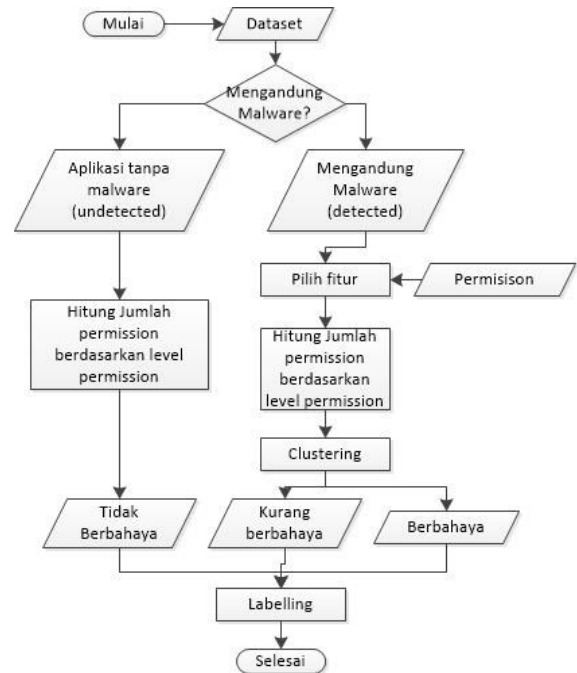 Mulai
Dataset
Mengandung
Malware?
Aplikasi tanpa
malware
(undetected)
Mengandung
Malware
(detected)
Pilih fitur
Permisison
Hitung Jumlah
permission
berdasarkan level
permission
Hitung Jumlah
permission
berdasarkan
level permission
Clustering
Tidak
Berbahaya
Kurang
berbahaya
Berbahaya
Labelling
Selesai